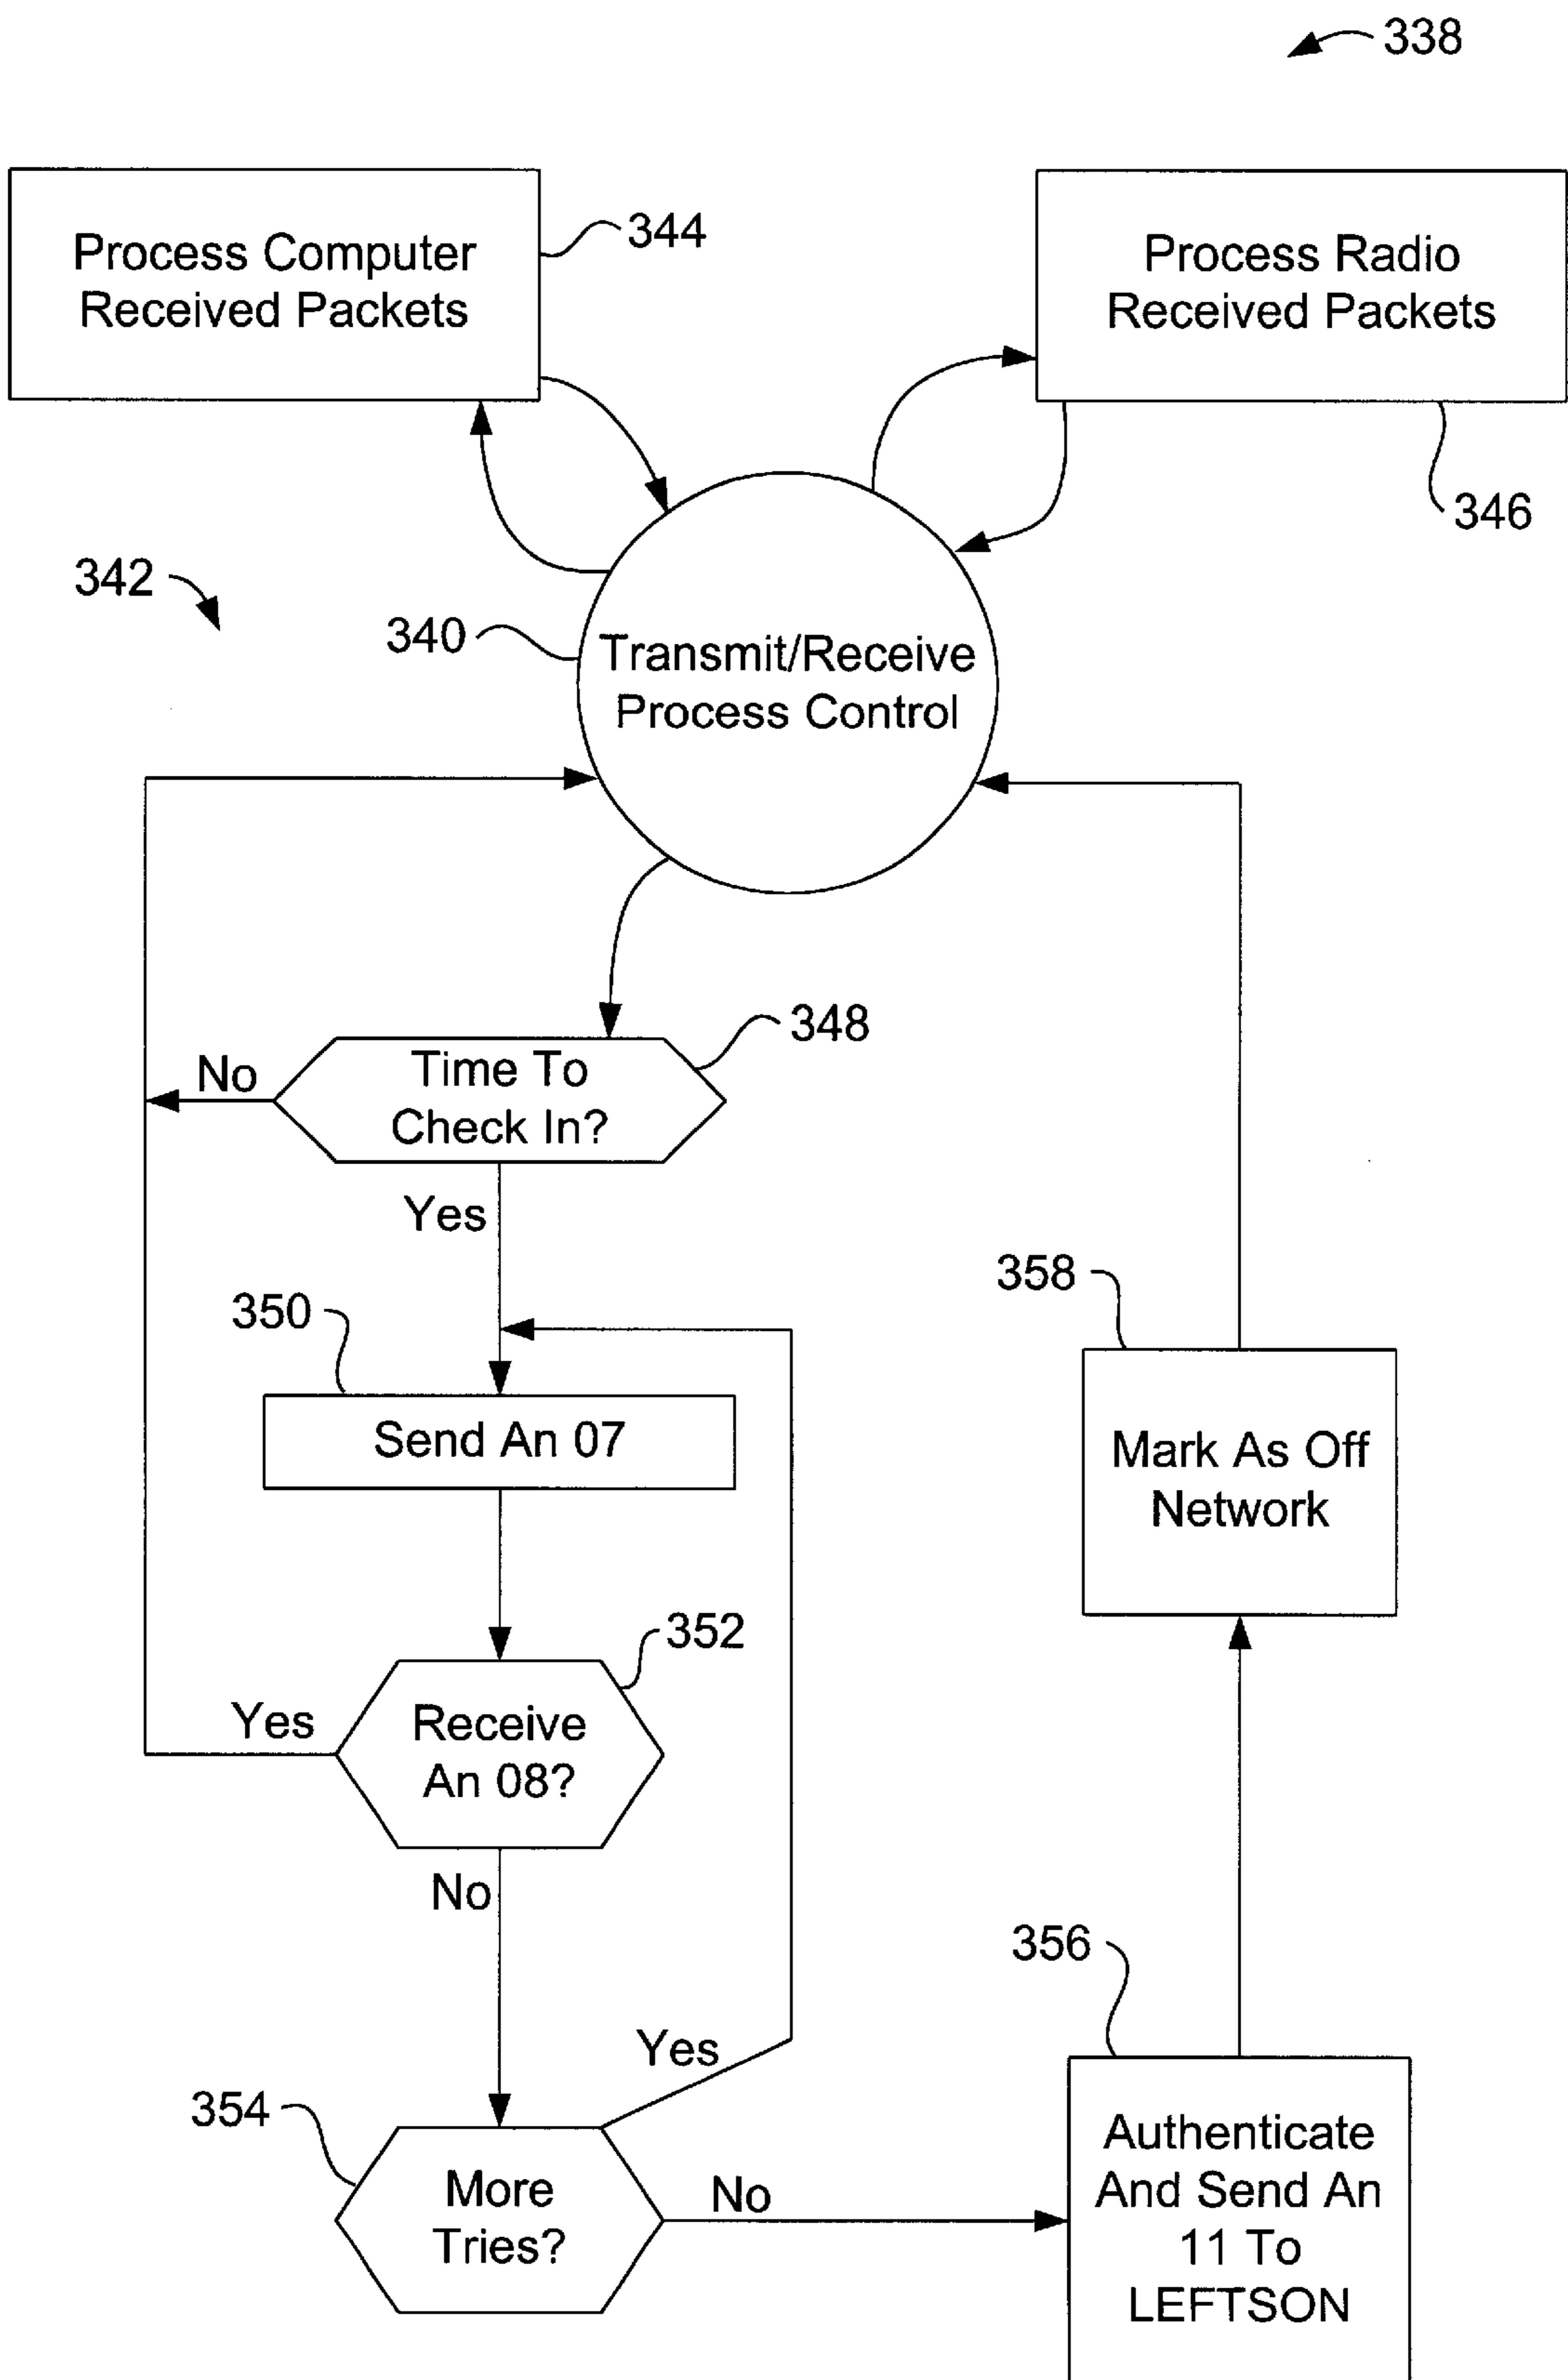 338
Process Computer
Received Packets
344
Process Radio
Received Packets
346
342
340
Transmit/Receive
Process Control
348
No
Time To
Check In?
Yes
358
350
Send An 07
Mark As Off
Network
352
Yes
Receive
An 08?
No
356
Yes
354
More
Tries?
No
Authenticate
And Send An
11 To
LEFTSON